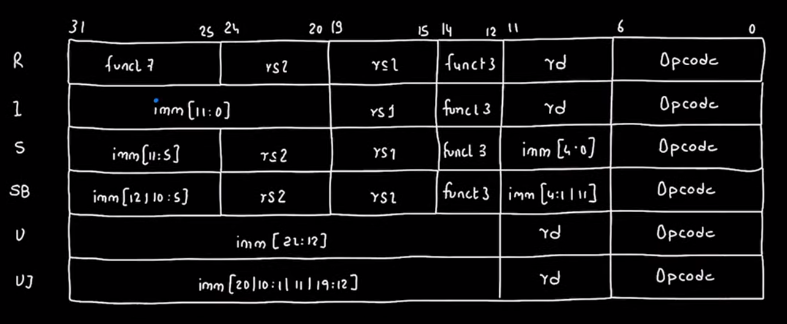 31 25 24 20 19 15 14 12 11 6 0
R funct 7 rs2 rs2 funct3 rd Opcode
I imm[11:0] rs1 funct3 rd Opcode
S imm[11:5] rs2 rs1 funct 3 imm[4:0] Opcode
SB imm[12|10:5] rs2 rs2 funct3 imm[4:1|11] Opcode
U imm[21:12] rd Opcode
UJ imm[20|10:1|11|19:12] rd Opcode